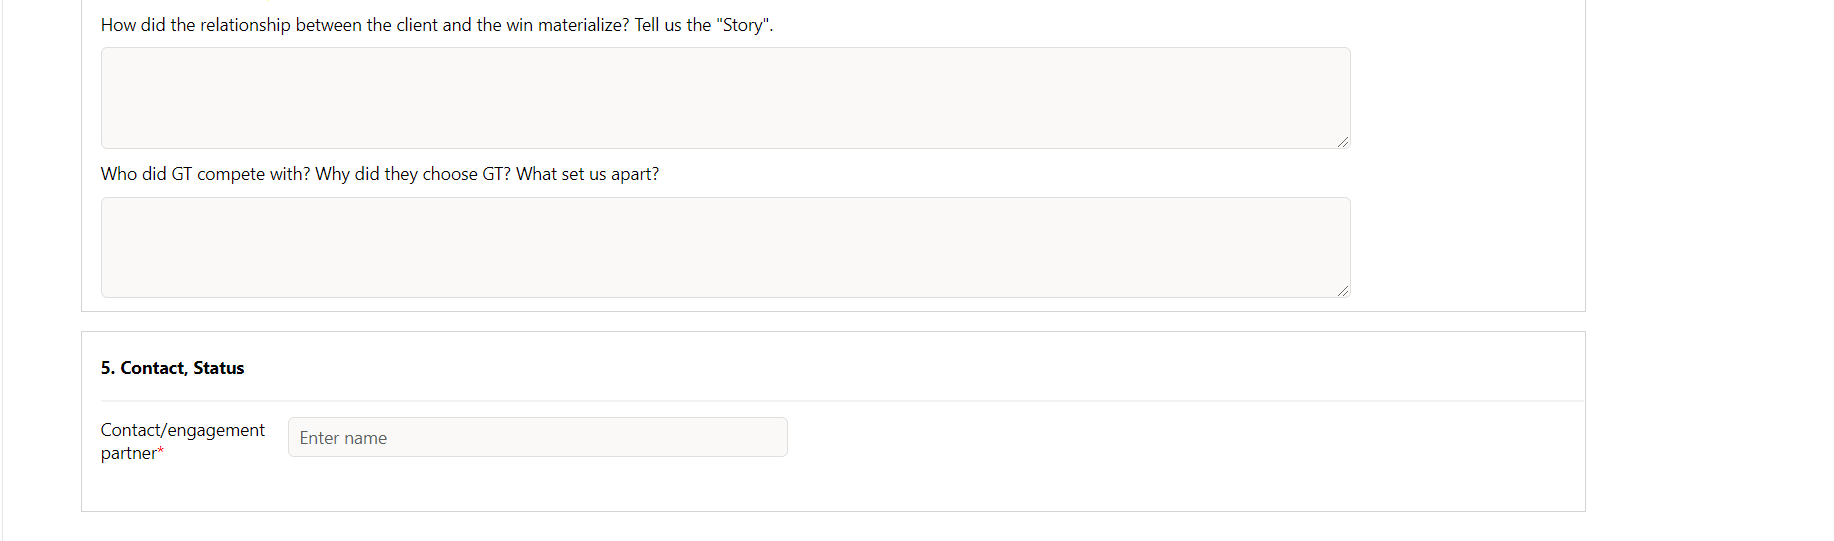 How did the relationship between the client and the win materialize? Tell us the "Story".
Who did GT compete with? Why did they choose GT? What set us apart?
5. Contact, Status
Contact/engagement
partner*
Enter name